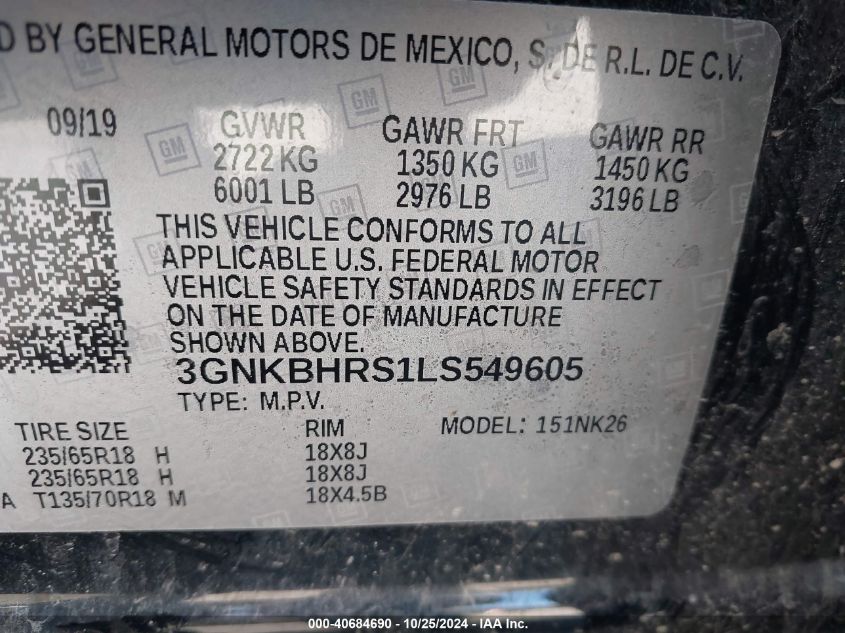 D BY GENERAL MOTORS DE MEXICO, S. DE R.L. DE C.V.
09/19 GVWR GAWR FRT GAWR RR
2722 KG 1350 KG 1450 KG
6001 LB 2976 LB 3196 LB
THIS VEHICLE CONFORMS TO ALL
APPLICABLE U.S. FEDERAL MOTOR
VEHICLE SAFETY STANDARDS IN EFFECT
ON THE DATE OF MANUFACTURE
SHOWN ABOVE.
3GNKBHRS1LS549605
TYPE: M.P.V.
TIRE SIZE RIM MODEL: 151NK26
235/65R18 H 18X8J
235/65R18 H 18X8J
A T135/70R18 M 18X4.5B
000-40684690 - 10/25/2024 - IAA Inc.